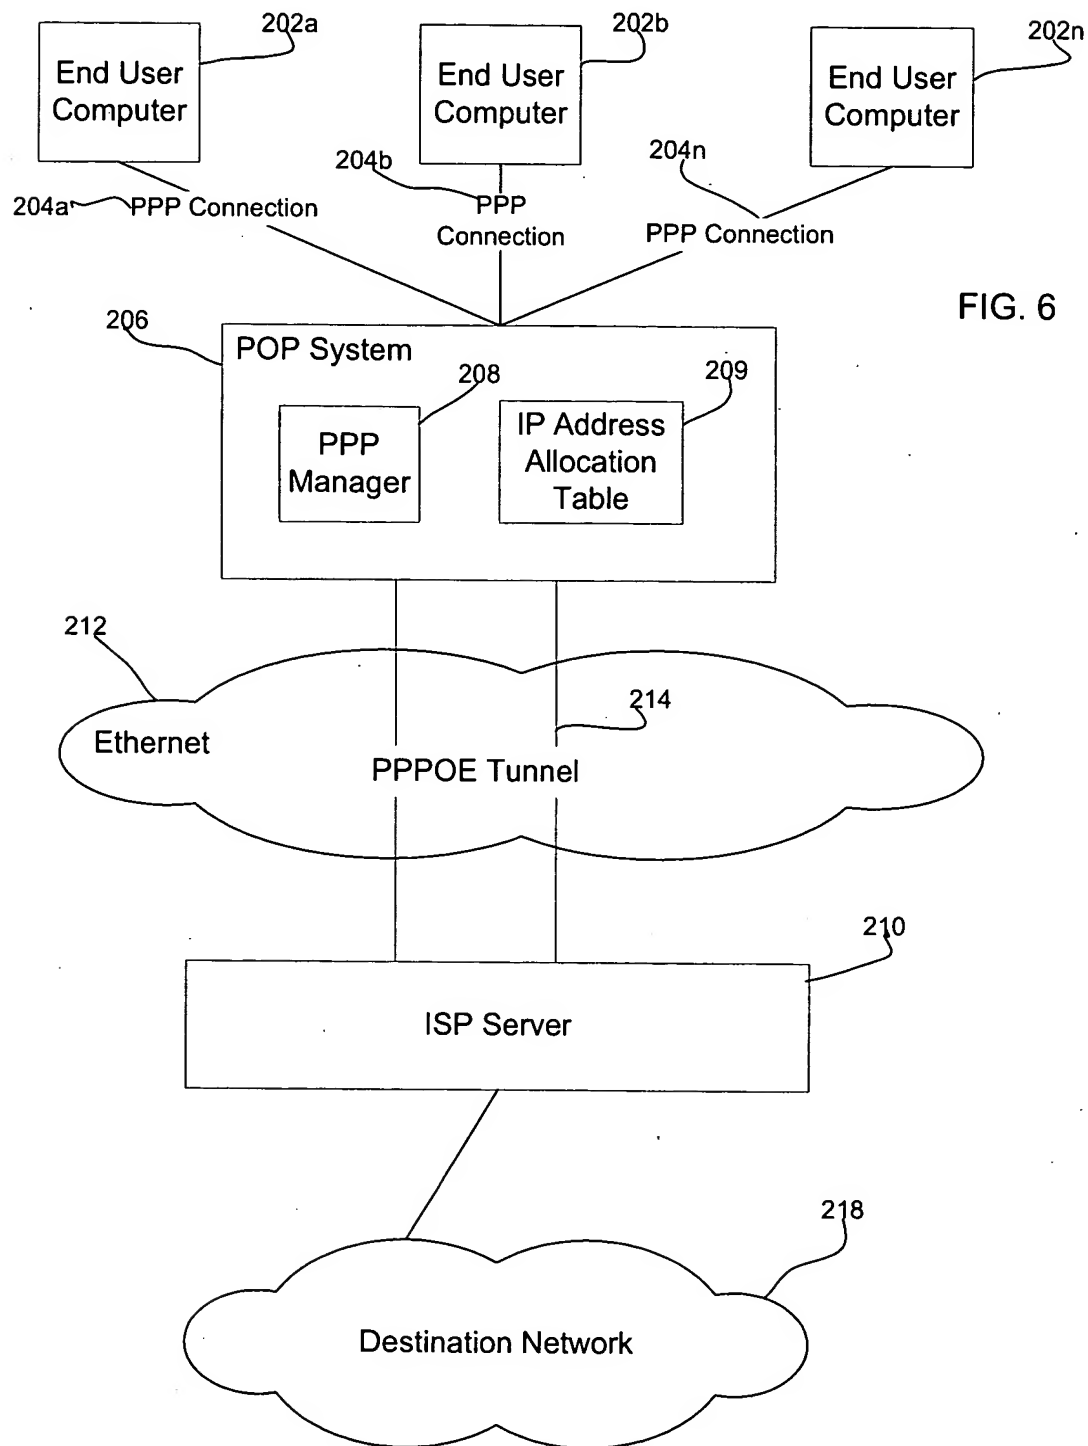 202a
202b
202n
End User
Computer
End User
Computer
End User
Computer
204a
PPP Connection
204b
PPP
Connection
204n
PPP Connection
FIG. 6
206
POP System
208
209
PPP
Manager
IP Address
Allocation
Table
212
214
Ethernet
PPPOE Tunnel
210
ISP Server
218
Destination Network